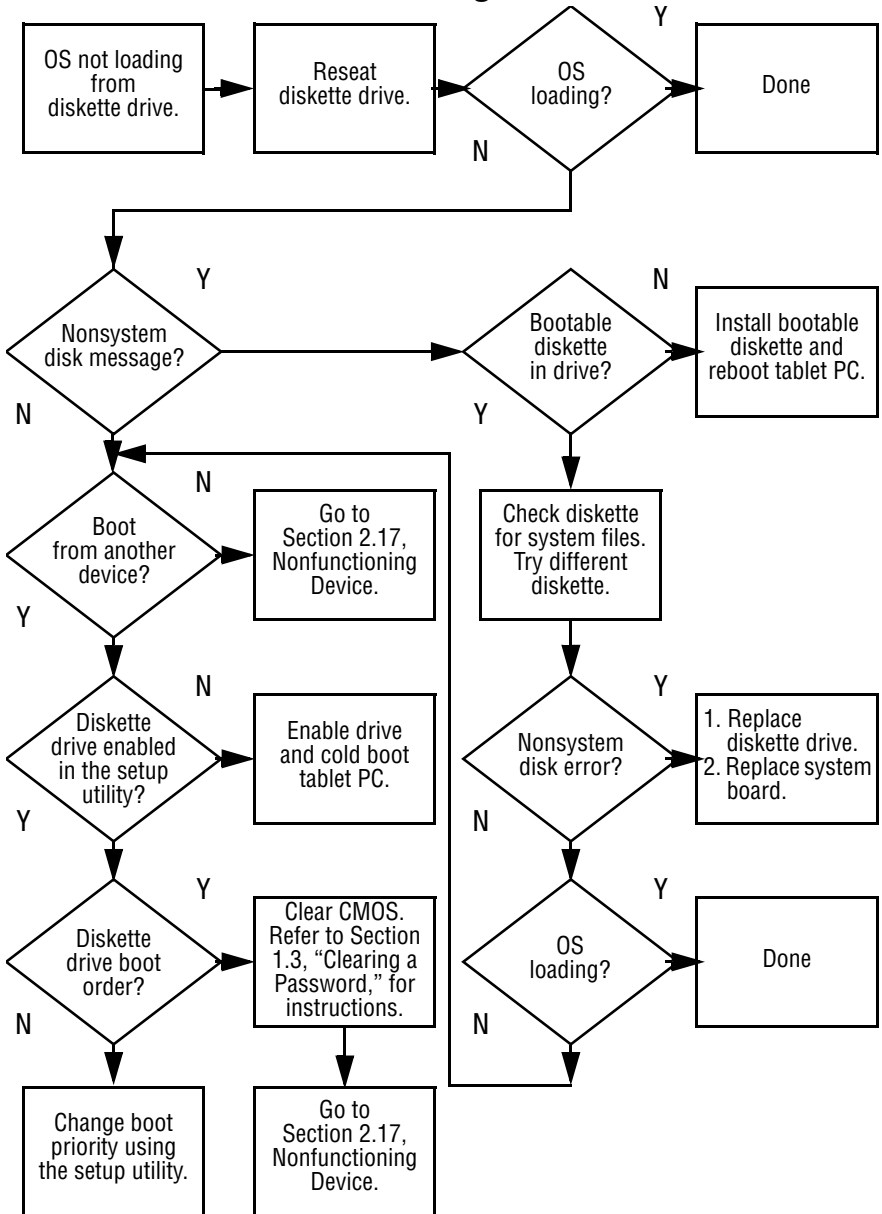 OS not loading
from
diskette drive.
Reseat
diskette drive.
OS
loading?
Y
N
Done
Nonsystem
disk message?
Y
N
Bootable
diskette
in drive?
N
Y
Install bootable
diskette and
reboot tablet PC.
Boot
from another
device?
N
Y
Go to
Section 2.17,
Nonfunctioning
Device.
Check diskette
for system files.
Try different
diskette.
Diskette
drive enabled
in the setup
utility?
N
Y
Enable drive
and cold boot
tablet PC.
Nonsystem
disk error?
Y
N
1. Replace
diskette drive.
2. Replace system
board.
Diskette
drive boot
order?
Y
N
Clear CMOS.
Refer to Section
1.3, “Clearing a
Password,” for
instructions.
OS
loading?
Y
N
Done
Change boot
priority using
the setup utility.
Go to
Section 2.17,
Nonfunctioning
Device.